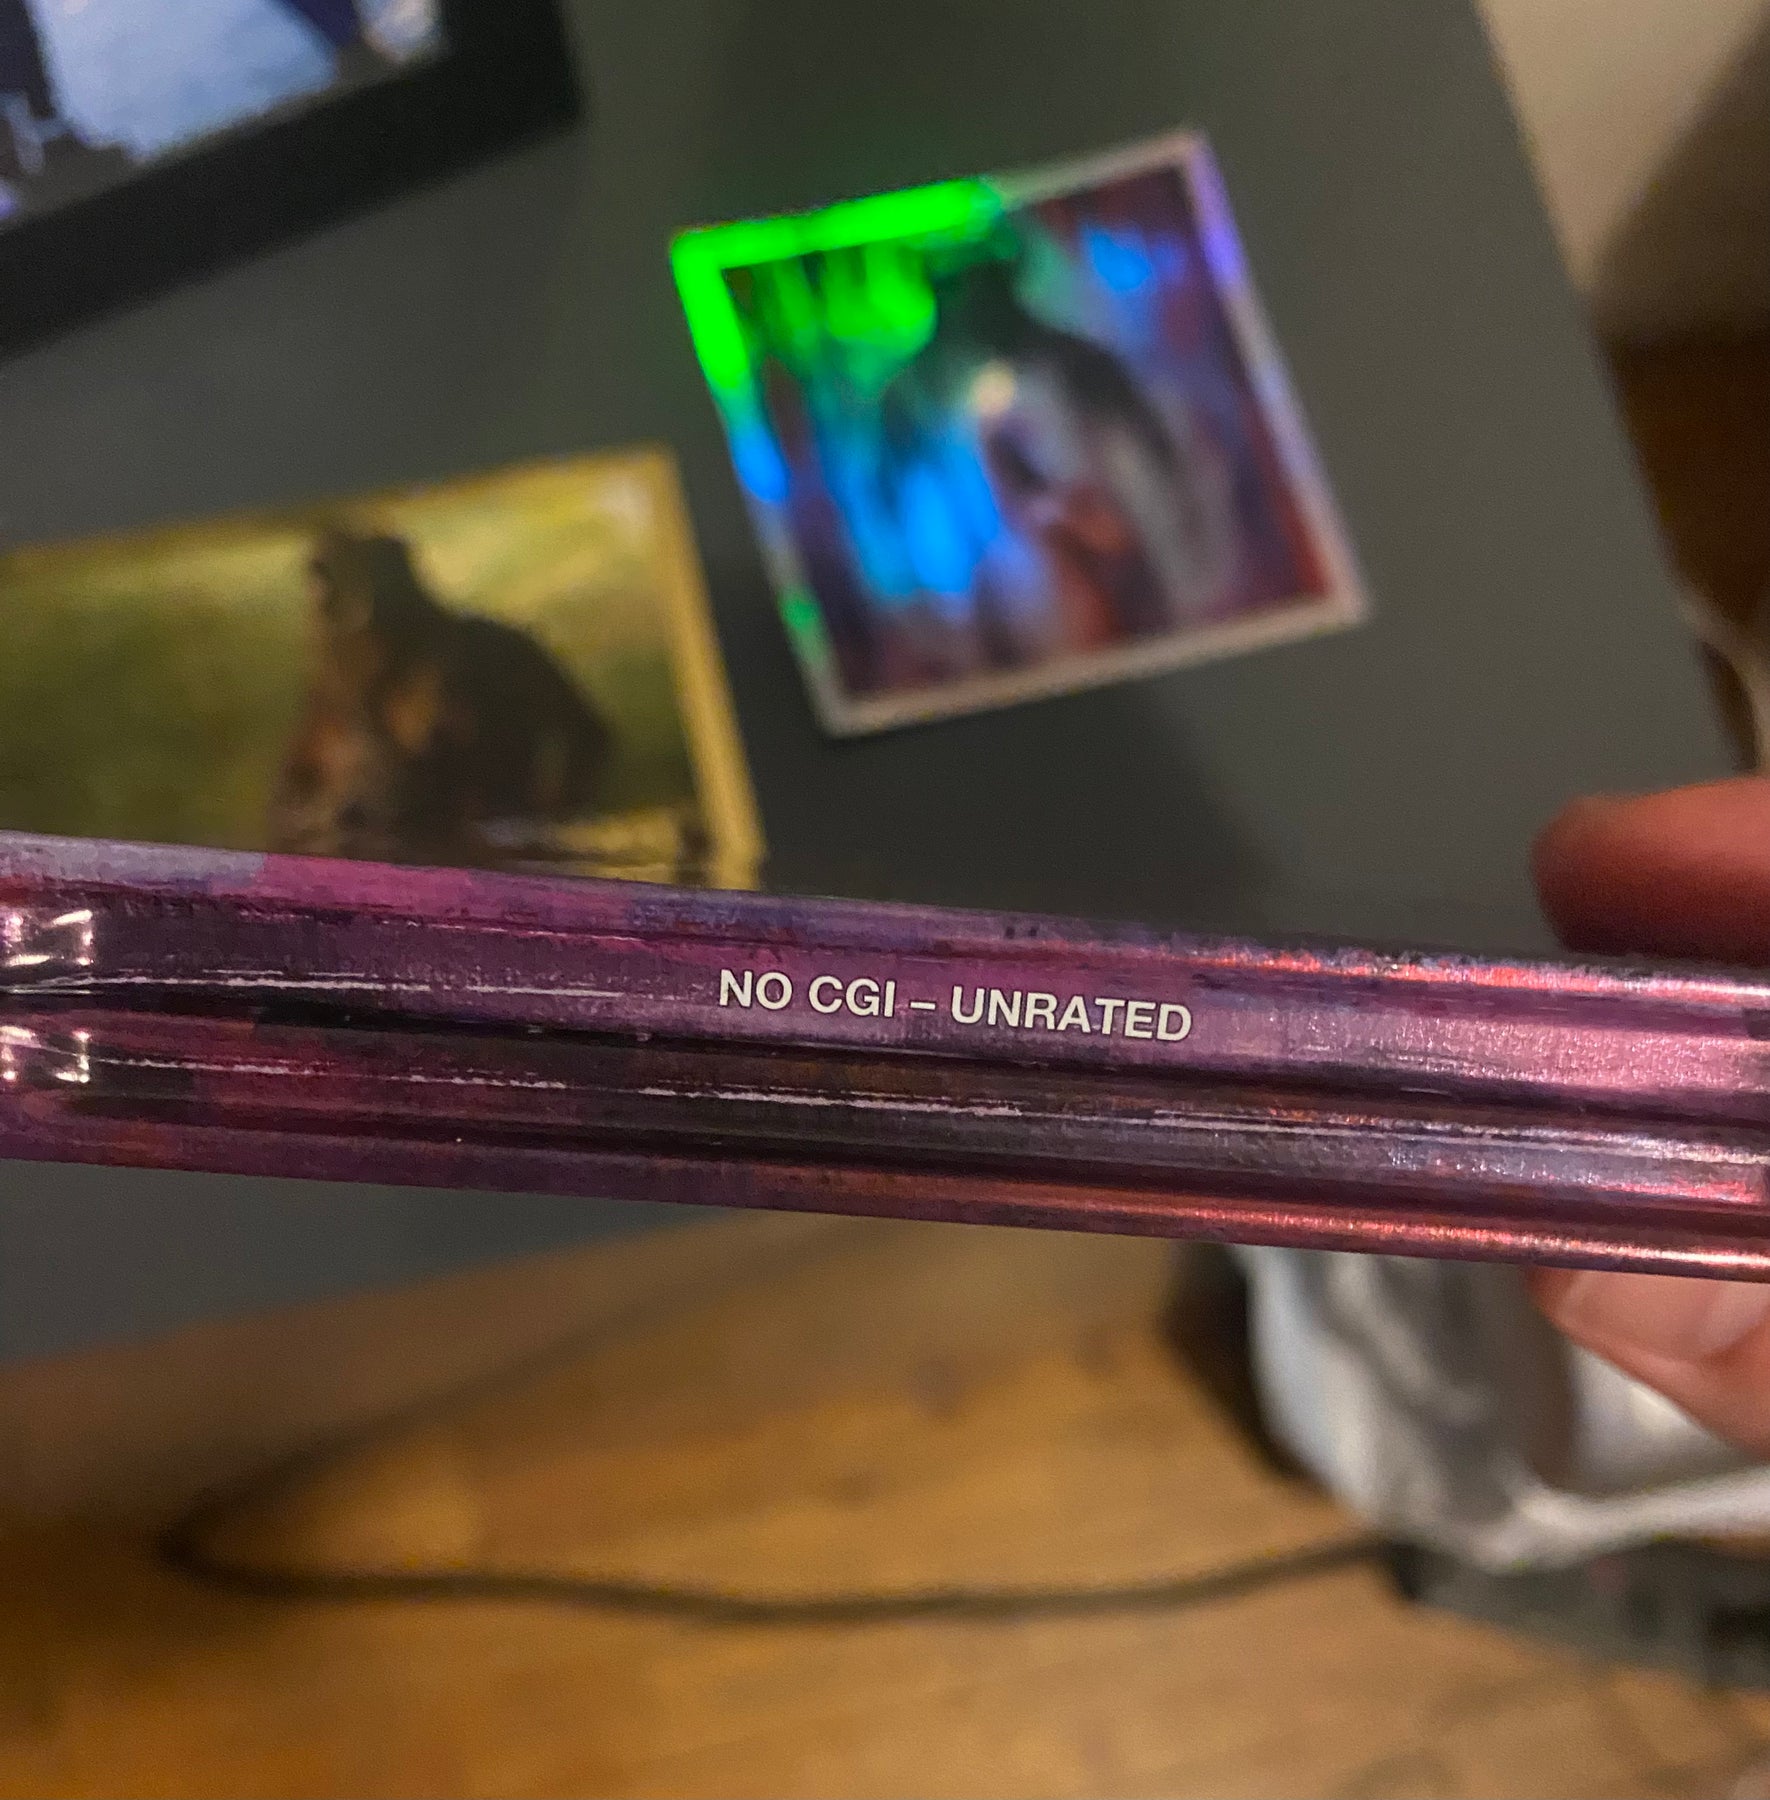 NO CGI – UNRATED